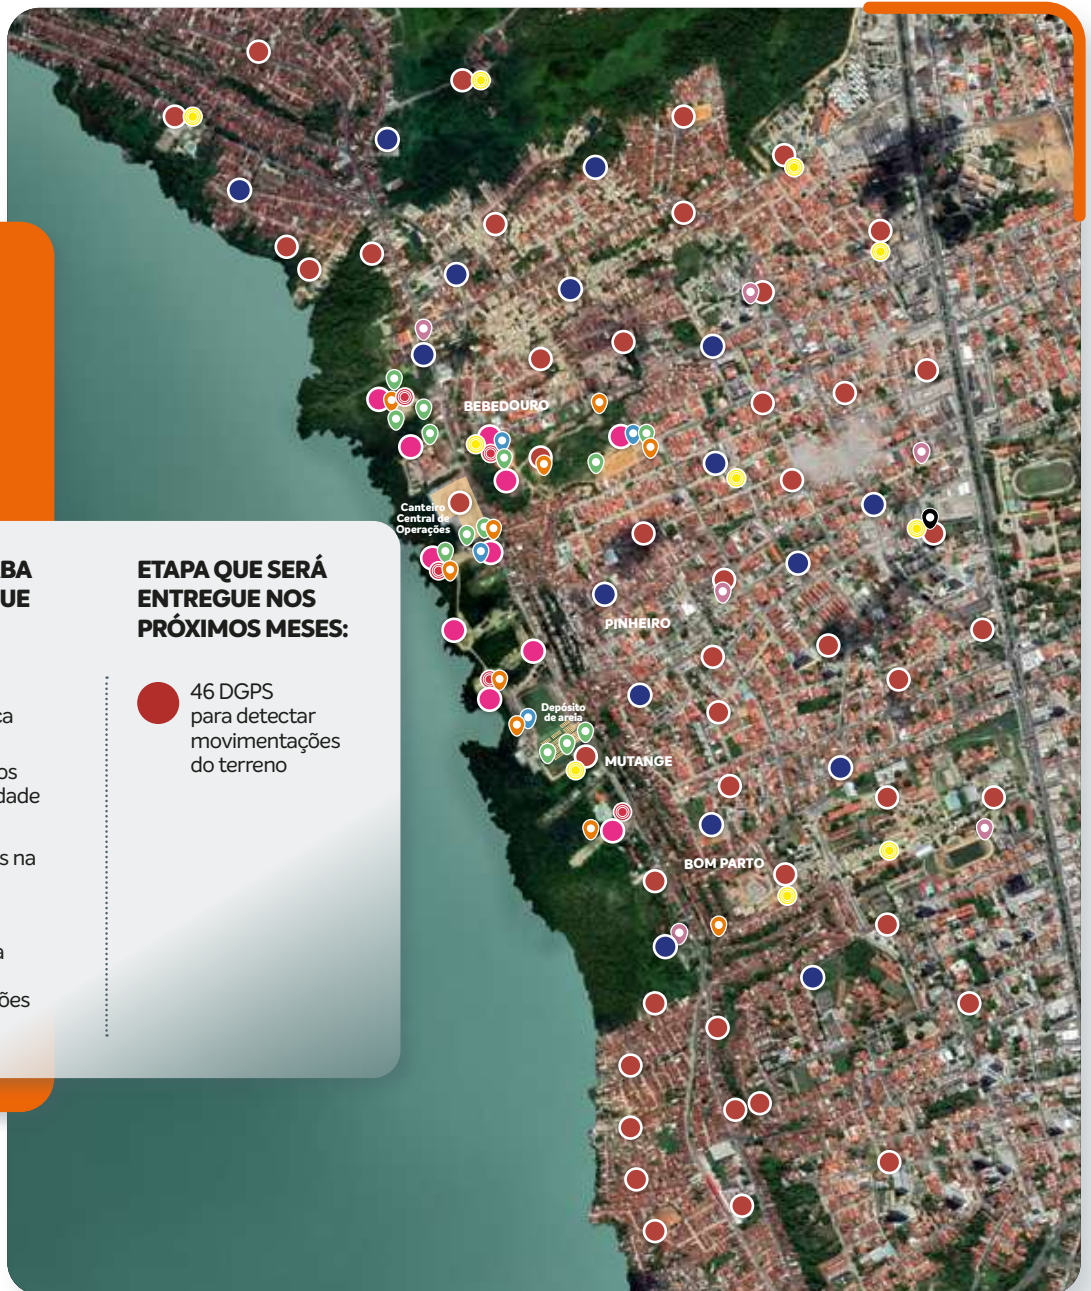 BA
UE
ca
os
dade
s na
a
ões
ETAPA QUE SERÁ
ENTREGUE NOS
PRÓXIMOS MESES:
46 DGPS
para detectar
movimentações
do terreno
BEBEDOURO
Canteiro
Central de
Operações
PINHEIRO
Depósito
de areia
MUTANGE
BOM PARTO